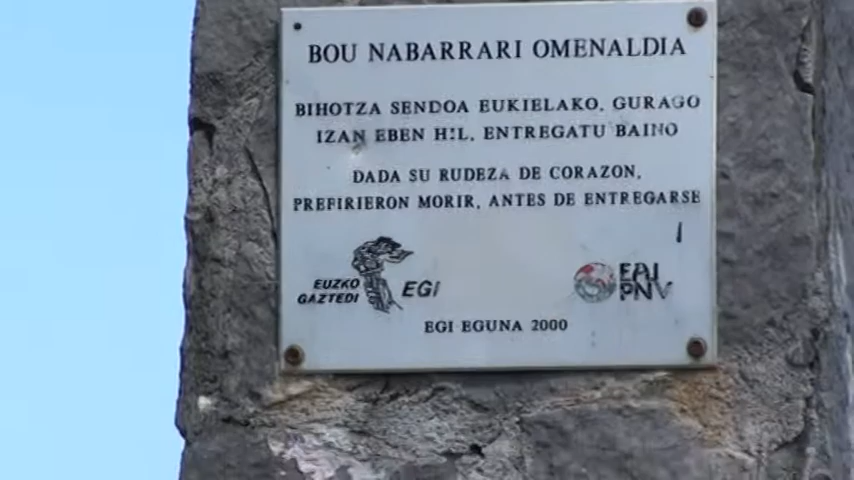 BOU NABARRARI OMENALDIA
BIHOTZA SENDOA EUKIELAKO, GURAGO
IZAN EBEN HIL, ENTREGATU BAINO
DADA SU RUDEZA DE CORAZON,
PREFIRIERON MORIR, ANTES DE ENTREGARSE
EUZKO
GAZTEDI
EGI
EAJ
PNV
EGI EGUNA 2000